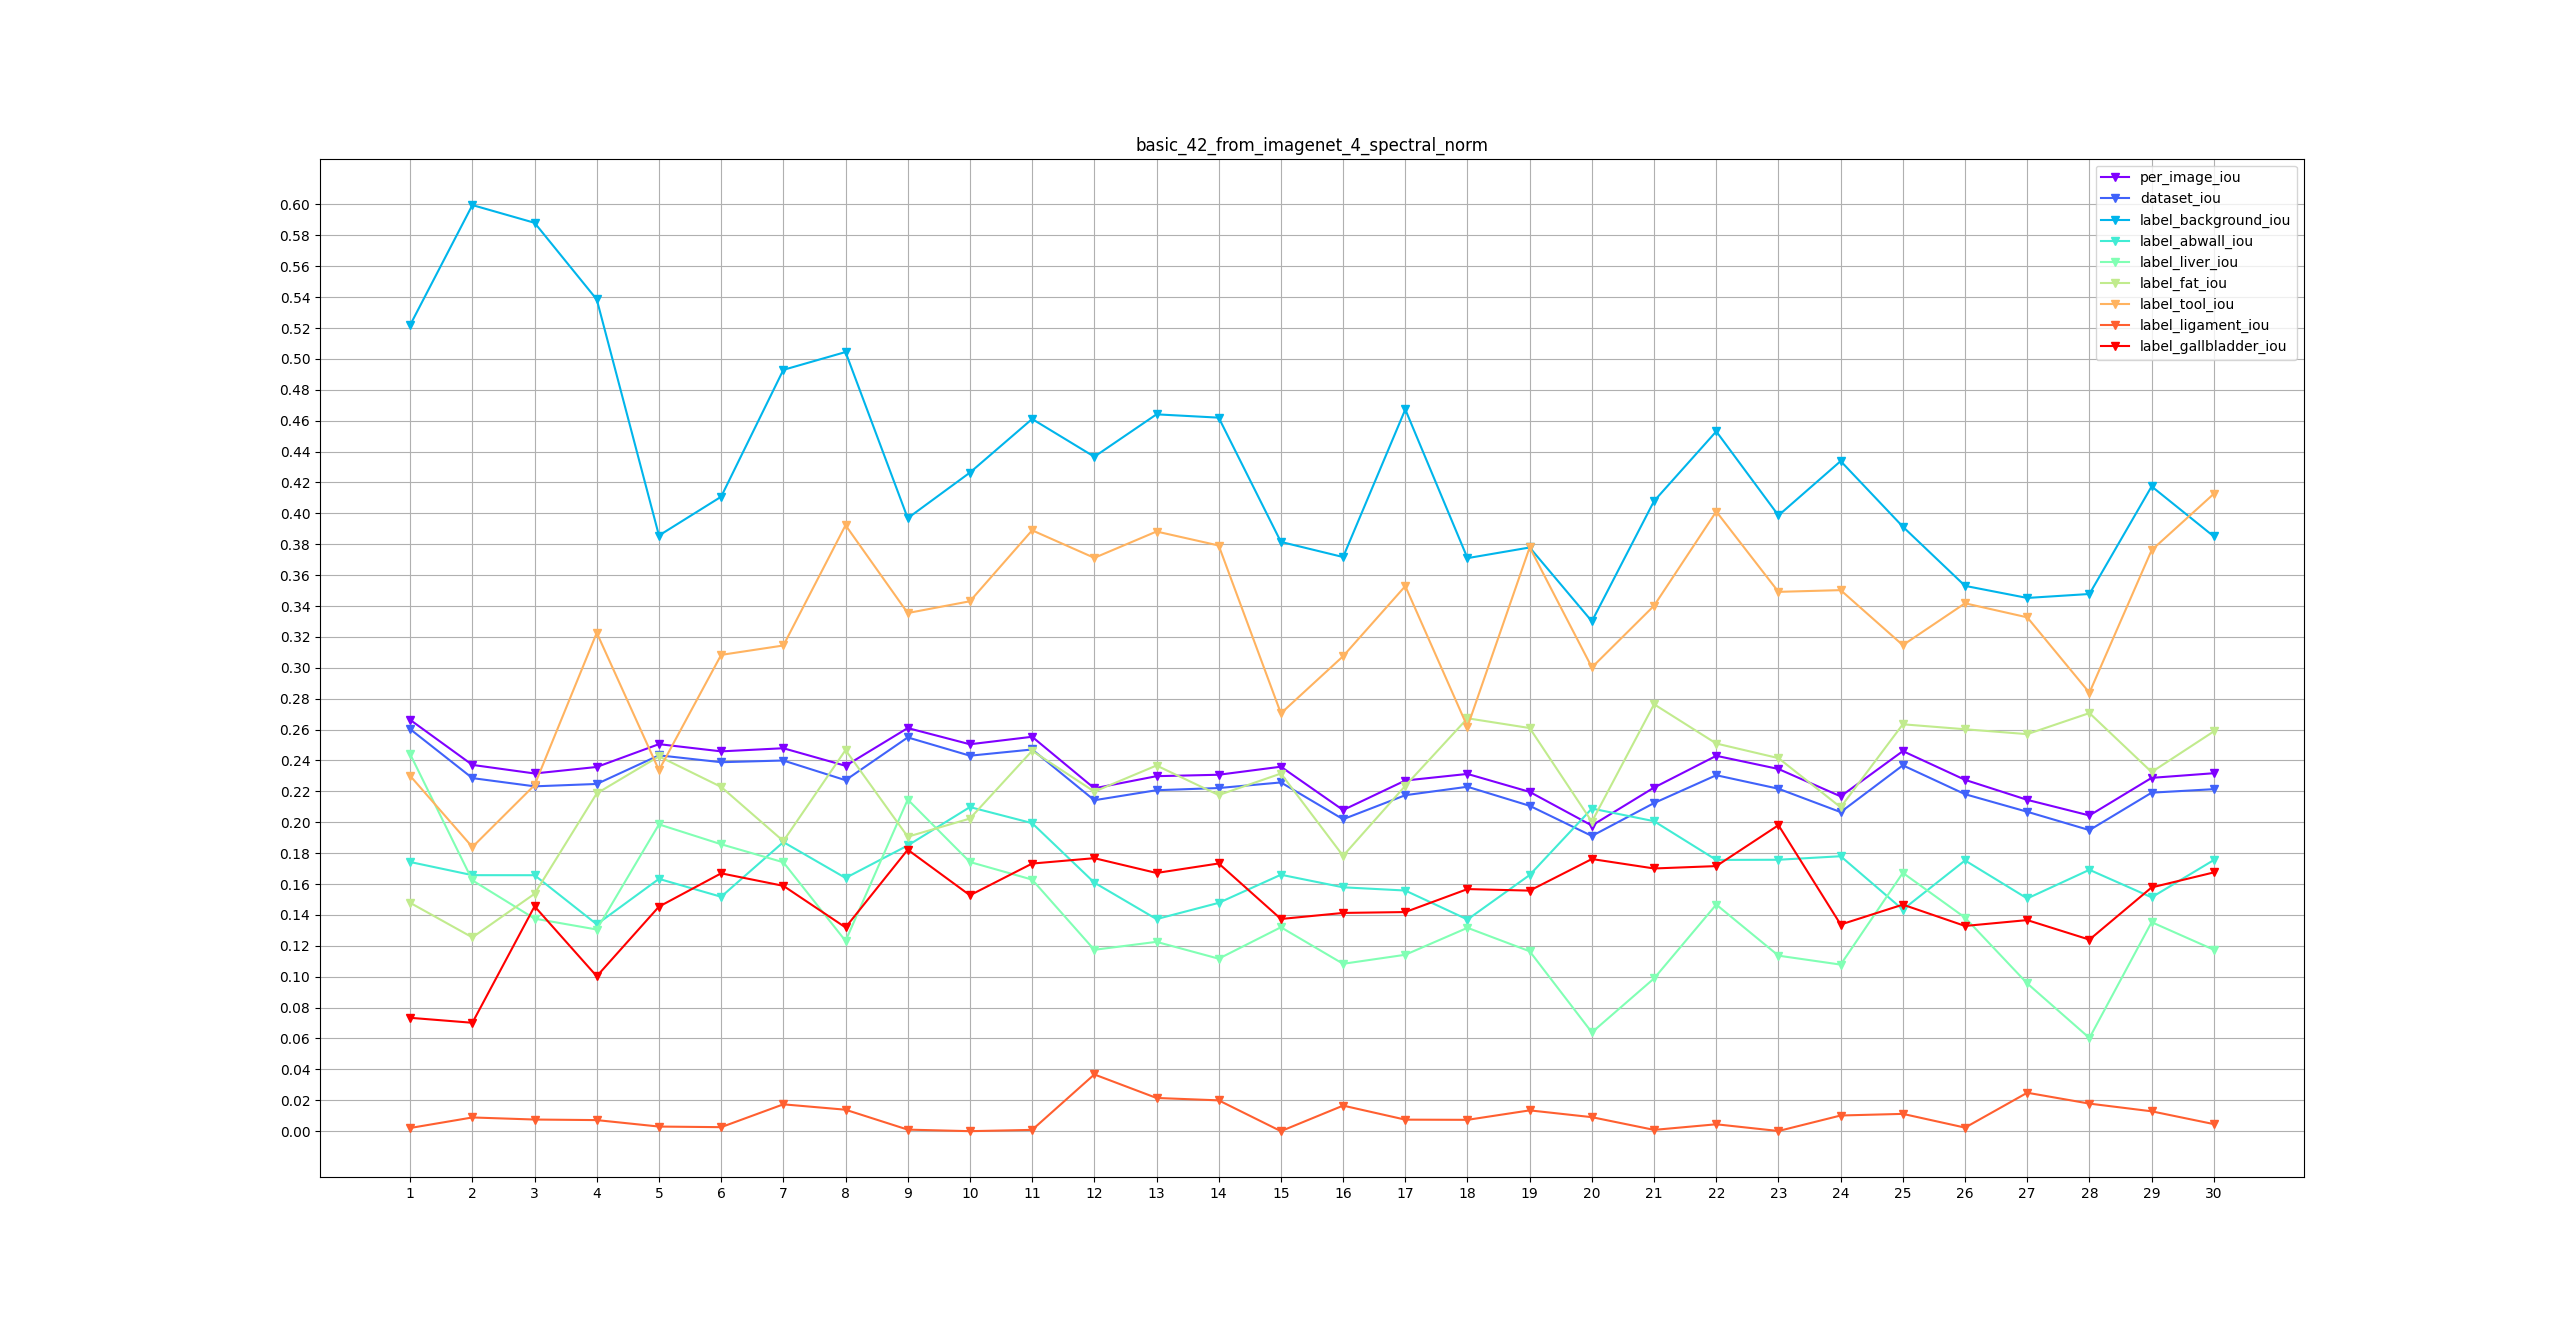 basic_42_from_imagenet_4_spectral_norm
per_image_iou
dataset_iou
label_background_iou
label_abwall_iou
label_liver_iou
label_fat_iou
label_tool_iou
label_ligament_iou
label_gallbladder_iou
0.60
0.58
0.56
0.54
0.52
0.50
0.48
0.46
0.44
0.42
0.40
0.38
0.36
0.34
0.32
0.30
0.28
0.26
0.24
0.22
0.20
0.18
0.16
0.14
0.12
0.10
0.08
0.06
0.04
0.02
0.00
1 2 3 4 5 6 7 8 9 10 11 12 13 14 15 16 17 18 19 20 21 22 23 24 25 26 27 28 29 30